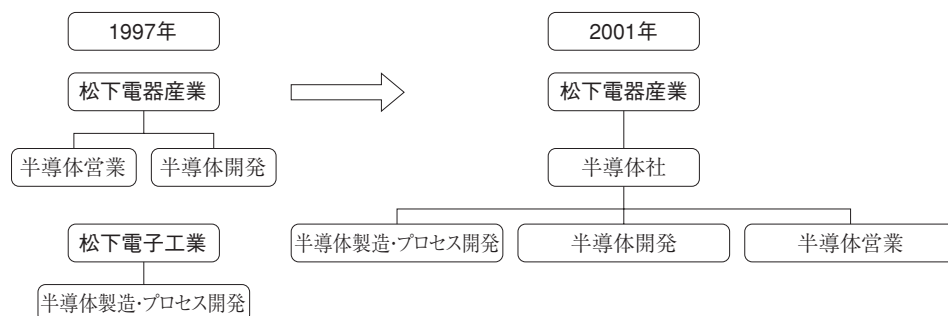 1997年
松下電器産業
半導体営業
半導体開発
松下電子工業
半導体製造・プロセス開発
2001年
松下電器産業
半導体社
半導体製造・プロセス開発
半導体開発
半導体営業